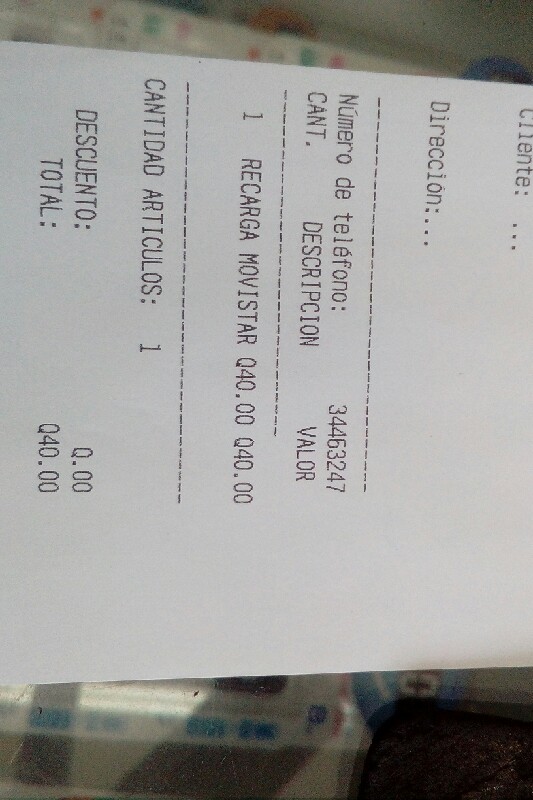 Cliente: ...
Dirección:...
Número de teléfono: 34463247
CANT. DESCRIPCION VALOR
1 RECARGA MOVISTAR Q40.00 Q40.00
CANTIDAD ARTICULOS: 1
DESCUENTO: Q.00
TOTAL: Q40.00